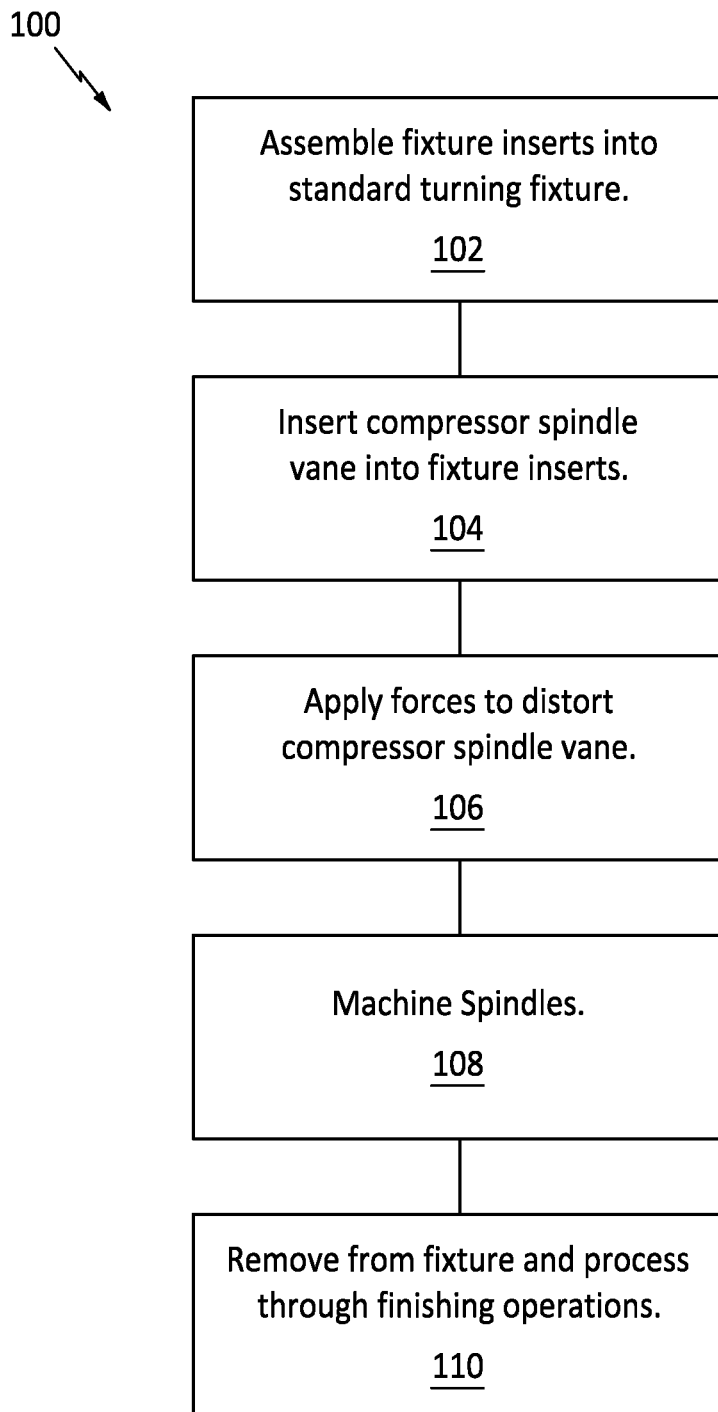 100
Assemble fixture inserts into
standard turning fixture.
102
Insert compressor spindle
vane into fixture inserts.
104
Apply forces to distort
compressor spindle vane.
106
Machine Spindles.
108
Remove from fixture and process
through finishing operations.
110